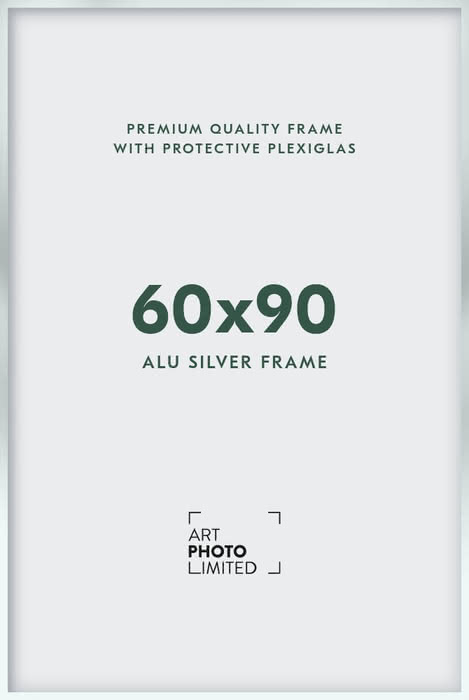 PREMIUM QUALITY FRAME
WITH PROTECTIVE PLEXIGLAS
60x90
ALU SILVER FRAME
ART
PHOTO
LIMITED